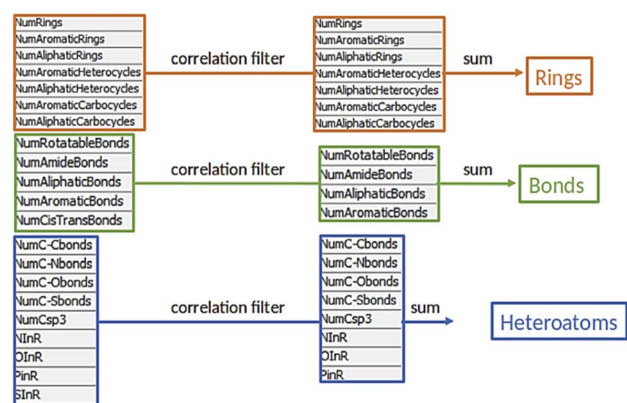 NumRings
NumAromaticRings
NumAliphaticRings
NumAromaticHeterocycles
NumAliphaticHeterocycles
NumAromaticCarbocycles
NumAliphaticCarbocycles
correlation filter
NumRings
NumAromaticRings
NumAliphaticRings
NumAromaticHeterocycles
NumAliphaticHeterocycles
NumAromaticCarbocycles
NumAliphaticCarbocycles
sum
Rings
NumRotatableBonds
NumAmideBonds
NumAliphaticBonds
NumAromaticBonds
NumCisTransBonds
correlation filter
NumRotatableBonds
NumAmideBonds
NumAliphaticBonds
NumAromaticBonds
sum
Bonds
NumC-Cbonds
NumC-Nbonds
NumC-Obonds
NumC-Sbonds
NumCsp3
NInR
OInR
PinR
SInR
correlation filter
NumC-Cbonds
NumC-Nbonds
NumC-Obonds
NumC-Sbonds
NumCsp3
NInR
OInR
PinR
sum
Heteroatoms